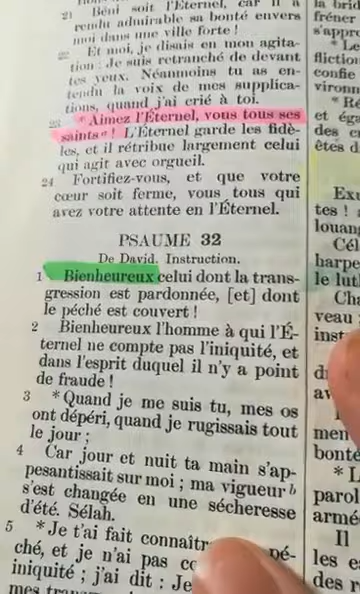 21 Béni soit l'Éternel, car il a
rendu admirable sa bonté envers
moi dans une ville forte !
22 Et moi, je disais en mon agita-
tion : Je suis retranché de devant
tes yeux. Néanmoins tu as en-
tendu la voix de mes supplica-
tions, quand j'ai crié à toi.
23 *Aimez l'Éternel, vous tous ses
saints ! L'Éternel garde les fidè-
les, et il rétribue largement celui
qui agit avec orgueil.
24 Fortifiez-vous, et que votre
cœur soit ferme, vous tous qui
avez votre attente en l'Éternel.
PSAUME 32
De David. Instruction.
1 Bienheureux celui dont la trans-
gression est pardonnée, [et] dont
le péché est couvert !
2 Bienheureux l'homme à qui l'É-
ternel ne compte pas l'iniquité, et
dans l'esprit duquel il n'y a point
de fraude !
3 *Quand je me suis tu, mes os
ont dépéri, quand je rugissais tout
le jour ;
4 Car jour et nuit ta main s'ap-
pesantissait sur moi ; ma vigueur b
s'est changée en une sécheresse
d'été. Sélah.
5 *Je t'ai fait connaître pé-
ché, et je n'ai pas
iniquité ; j'ai dit : Je
mes
la brid
fréner
s'appro
fliction
confie
environ
*Ré
et éga
des c
êtes d
Exu
tes ! a
louang
Cél
harpe
le lut
Cha
veau
inst
di
av
men
bonté
*L
parol
armé
Il
les e
des r